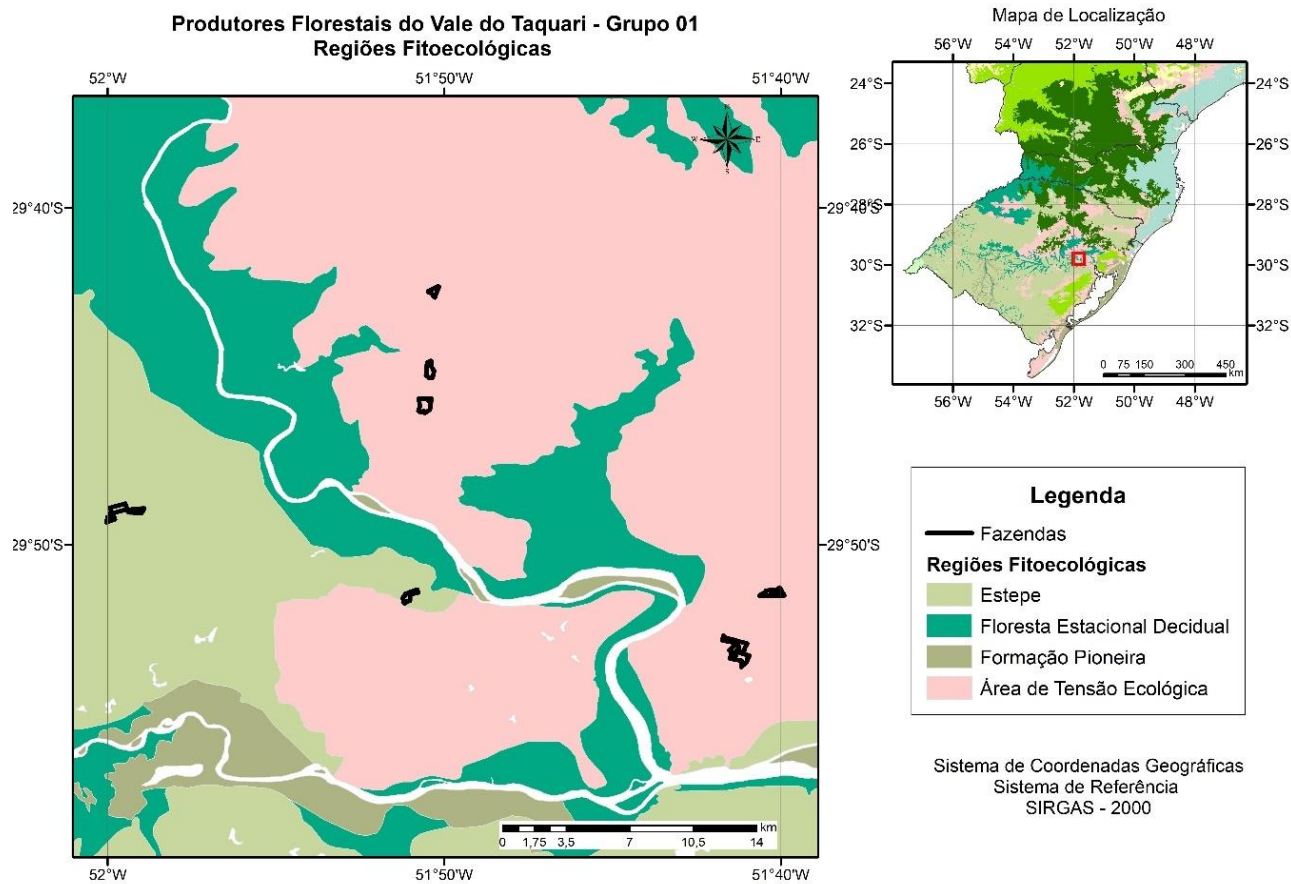 Produtores Florestais do Vale do Taquari - Grupo 01
Regiões Fitoecológicas
52°W 51°50'W 51°40'W
N
W E
S
29°40'S 29°40'S
29°50'S 29°50'S
km
0 1,75 3,5 7 10,5 14
52°W 51°50'W 51°40'W
Mapa de Localização
56°W 54°W 52°W 50°W 48°W
24°S 24°S
26°S 26°S
28°S 28°S
30°S 30°S
32°S 32°S
0 75 150 300 450
km
56°W 54°W 52°W 50°W 48°W
Legenda
Fazendas
Regiões Fitoecológicas
Estepe
Floresta Estacional Decidual
Formação Pioneira
Área de Tensão Ecológica
Sistema de Coordenadas Geográficas
Sistema de Referência
SIRGAS - 2000